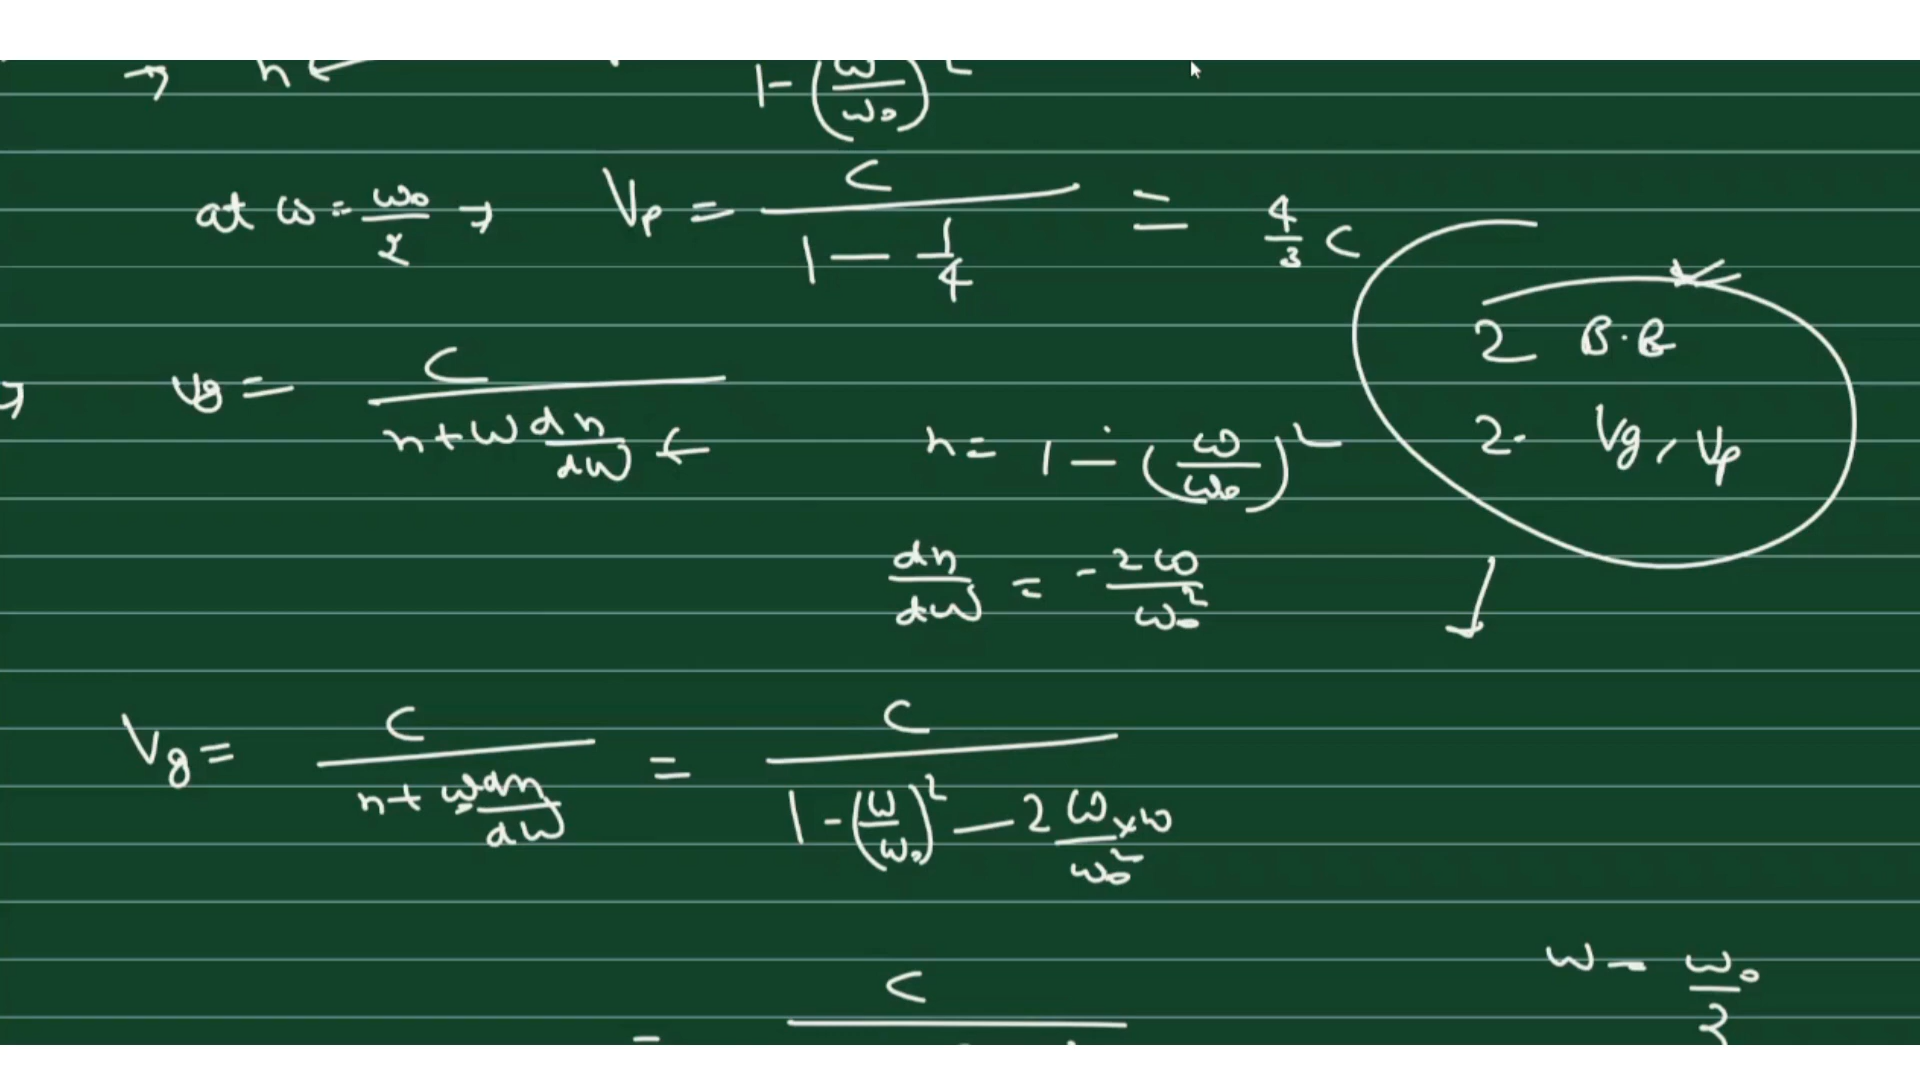 → n ← 1 - (ω/ω₀)²
at ω = ω₀/2 → Vp = C/(1 - 1/4) = 4/3 C
2 B.B
→ vg = C/(n + ω dn/dω) ← n = 1 - (ω/ω₀)² 2. Vg, Vp
dn/dω = -2ω/ω₀²
Vg = C/(n + ω dn/dω) = C/(1 - (ω/ω₀)² - 2ω×ω/ω₀²)
= C/ ω = ω₀/2